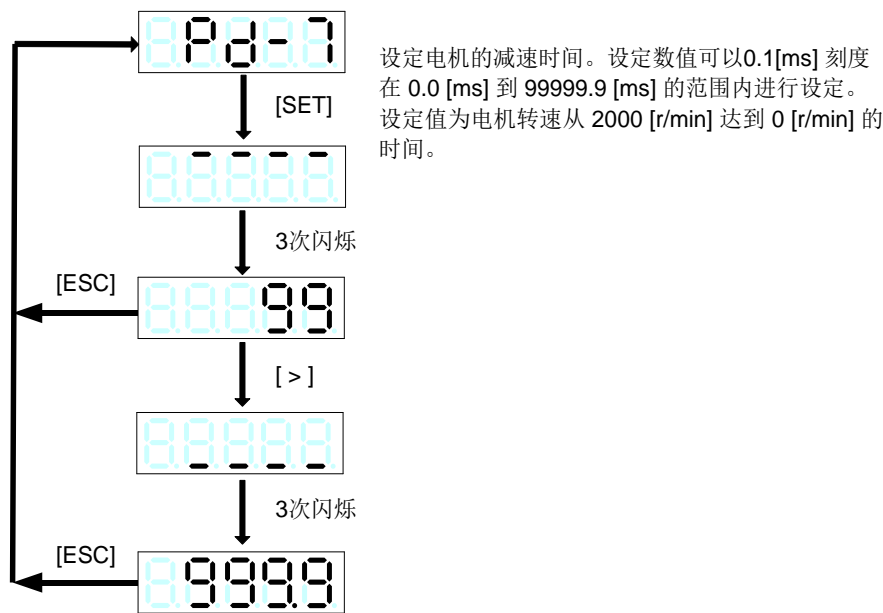 Pd-7
设定电机的减速时间。设定数值可以0.1[ms] 刻度
在 0.0 [ms] 到 99999.9 [ms] 的范围内进行设定。
设定值为电机转速从 2000 [r/min] 达到 0 [r/min] 的
时间。
[SET]
- - - -
3次闪烁
[ESC]
99
[ > ]
_ _ _ _
3次闪烁
[ESC]
999.9